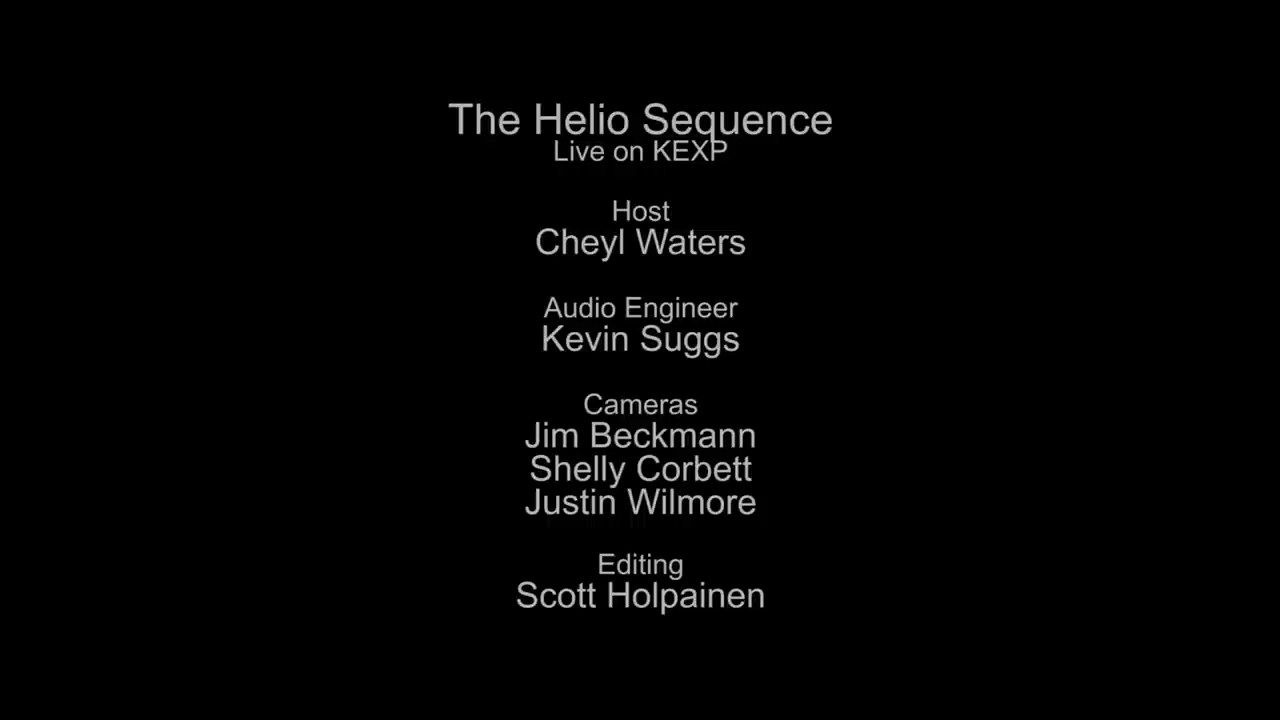 The Helio Sequence
Live on KEXP
Host
Cheyl Waters
Audio Engineer
Kevin Suggs
Cameras
Jim Beckmann
Shelly Corbett
Justin Wilmore
Editing
Scott Holpainen